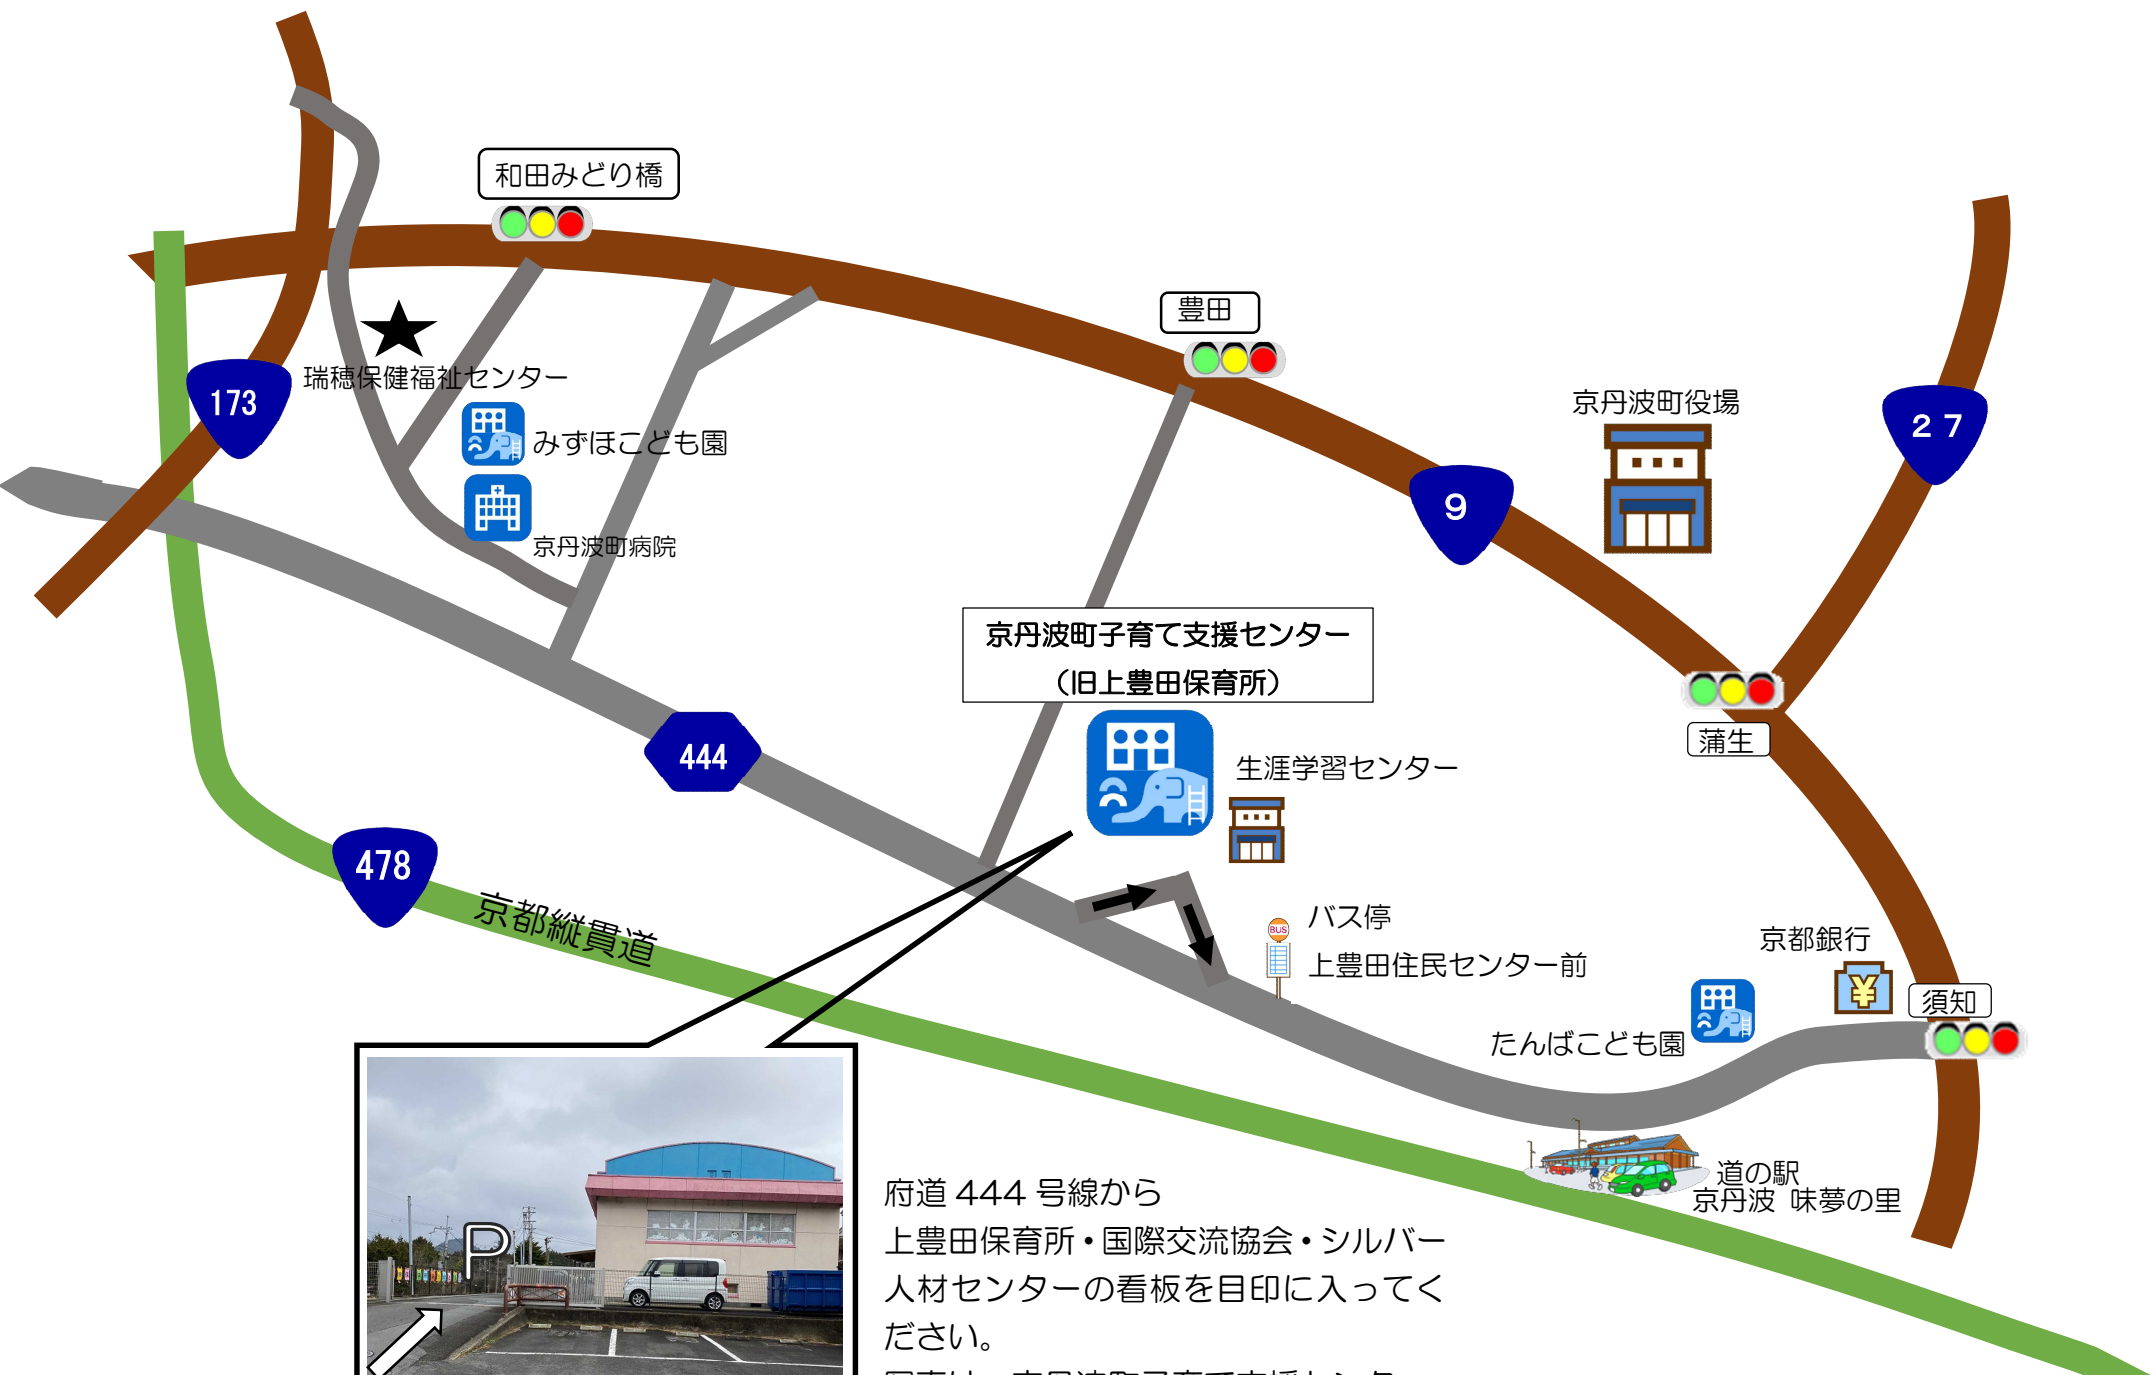 和田みどり橋
豊田
173
瑞穂保健福祉センター
みずほこども園
京丹波町病院
京丹波町役場
27
9
京丹波町子育て支援センター
（旧上豊田保育所）
蒲生
444
生涯学習センター
478
京都縦貫道
BUS
バス停
上豊田住民センター前
京都銀行
¥
須知
たんばこども園
道の駅
京丹波 味夢の里
P
府道 444 号線から
上豊田保育所・国際交流協会・シルバー
人材センターの看板を目印に入ってく
ださい。